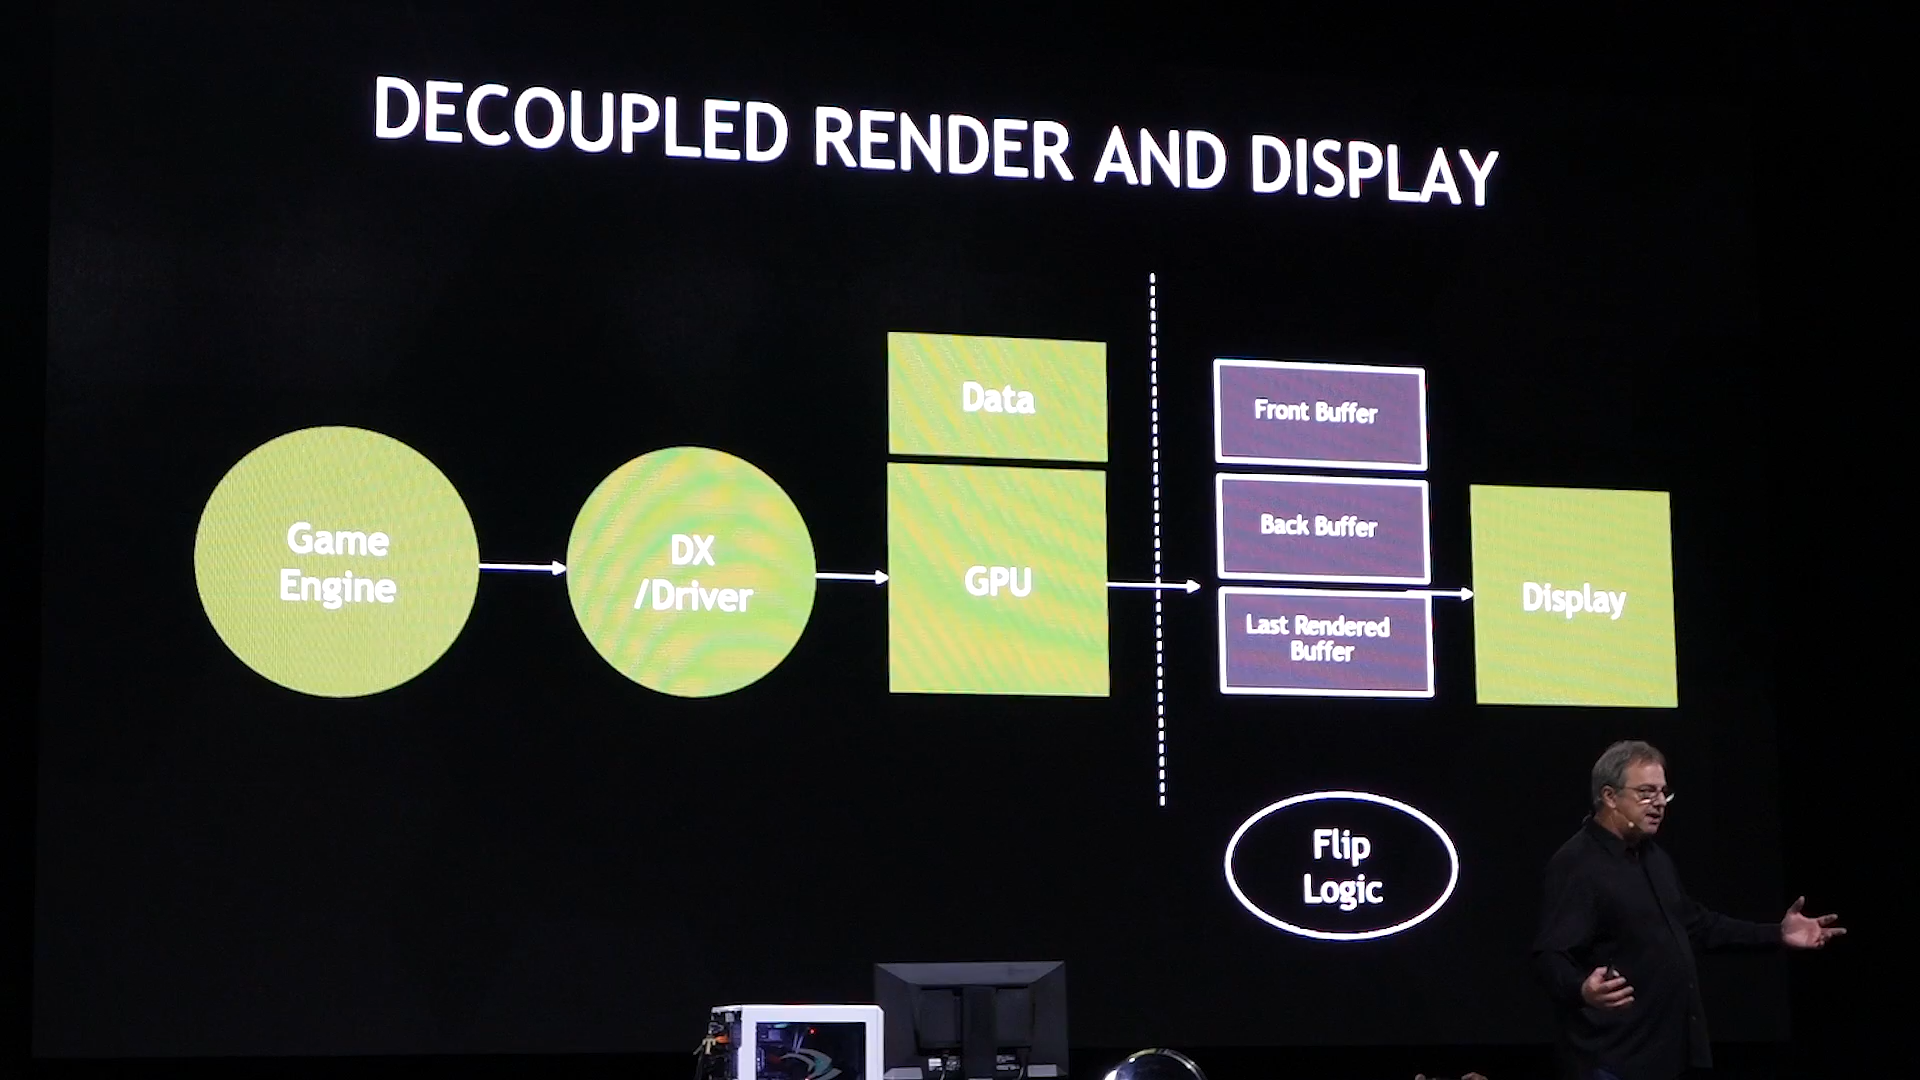 DECOUPLED RENDER AND DISPLAY
Game
Engine
DX
/Driver
Data
GPU
Front Buffer
Back Buffer
Last Rendered
Buffer
Display
Flip
Logic